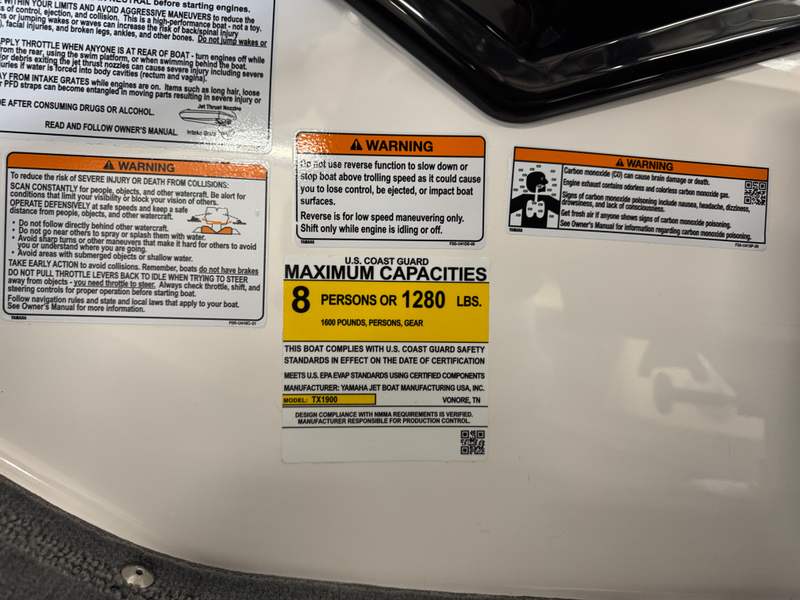 NEUTRAL before starting engines.
WITHIN YOUR LIMITS AND AVOID AGGRESSIVE MANEUVERS to reduce the
of control, ejection, and collision. This is a high-performance boat - not a toy.
or jumping wakes or waves can increase the risk of back/spinal injury
, facial injuries, and broken legs, ankles, and other bones. Do not jump wakes or
APPLY THROTTLE WHEN ANYONE IS AT REAR OF BOAT - turn engines off while
from the rear, using the swim platform, or when swimming behind the boat.
or debris exiting the jet thrust nozzles can cause severe injury including severe
if water is forced into body cavities (rectum and vagina).
AY FROM INTAKE GRATES while engines are on. Items such as long hair, loose
PFD straps can become entangled in moving parts resulting in severe injury or
AFTER CONSUMING DRUGS OR ALCOHOL.
Jet Thrust Nozzle
READ AND FOLLOW OWNER'S MANUAL.
Intake Grate
WARNING
To reduce the risk of SEVERE INJURY OR DEATH FROM COLLISIONS:
SCAN CONSTANTLY for people, objects, and other watercraft. Be alert for
conditions that limit your visibility or block your vision of others.
OPERATE DEFENSIVELY at safe speeds and keep a safe
distance from people, objects, and other watercraft.
• Do not follow directly behind other watercraft.
• Do not go near others to spray or splash them with water.
• Avoid sharp turns or other maneuvers that make it hard for others to avoid
you or understand where you are going.
• Avoid areas with submerged objects or shallow water.
TAKE EARLY ACTION to avoid collisions. Remember, boats do not have brakes
DO NOT PULL THROTTLE LEVERS BACK TO IDLE WHEN TRYING TO STEER
away from objects - you need throttle to steer. Always check throttle, shift, and
steering controls for proper operation before starting boat.
Follow navigation rules and state and local laws that apply to your boat.
See Owner's Manual for more information.
YAMAHA
WARNING
Do not use reverse function to slow down or
stop boat above trolling speed as it could cause
you to lose control, be ejected, or impact boat
surfaces.
Reverse is for low speed maneuvering only.
Shift only while engine is idling or off.
YAMAHA
WARNING
Carbon monoxide (CO) can cause brain damage or death.
Engine exhaust contains odorless and colorless carbon monoxide gas.
Signs of carbon monoxide poisoning include nausea, headache, dizziness,
drowsiness, and lack of consciousness.
Get fresh air if anyone shows signs of carbon monoxide poisoning.
See Owner's Manual for information regarding carbon monoxide poisoning.
YAMAHA
U.S. COAST GUARD
MAXIMUM CAPACITIES
8 PERSONS OR 1280 LBS.
1600 POUNDS, PERSONS, GEAR
THIS BOAT COMPLIES WITH U.S. COAST GUARD SAFETY
STANDARDS IN EFFECT ON THE DATE OF CERTIFICATION
MEETS U.S. EPA EVAP STANDARDS USING CERTIFIED COMPONENTS
MANUFACTURER: YAMAHA JET BOAT MANUFACTURING USA, INC.
MODEL: TX1900 VONORE, TN
DESIGN COMPLIANCE WITH NMMA REQUIREMENTS IS VERIFIED.
MANUFACTURER RESPONSIBLE FOR PRODUCTION CONTROL.